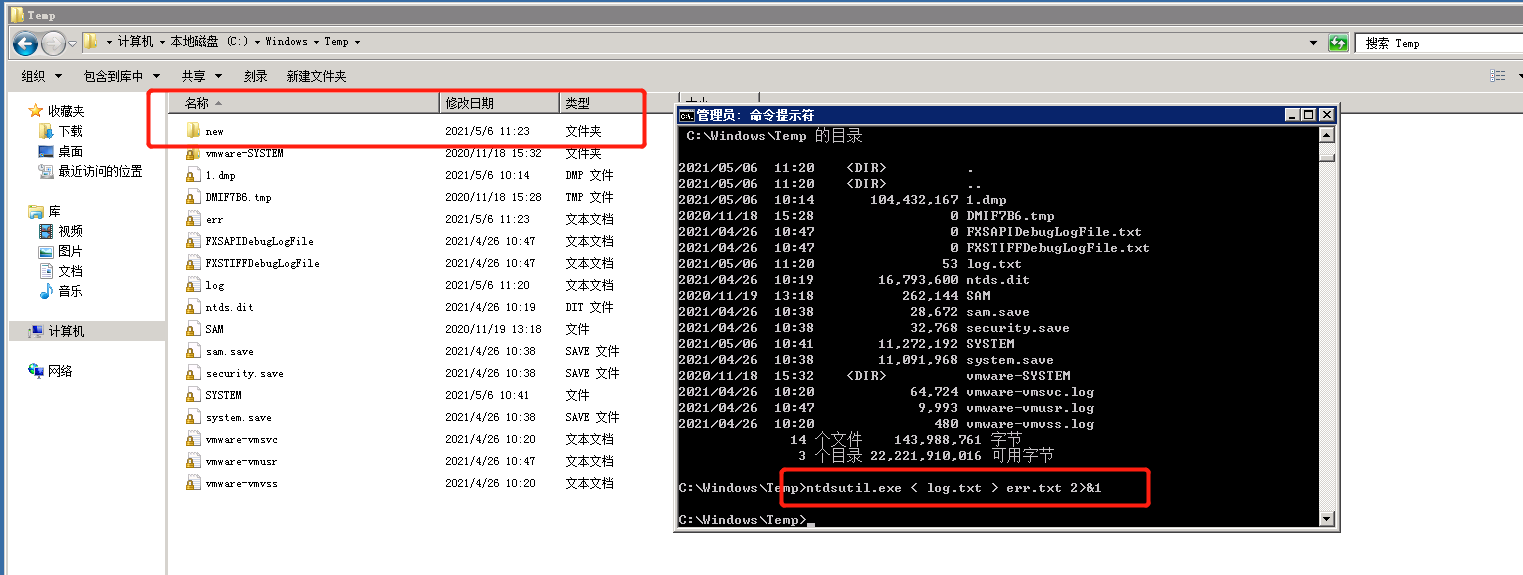 Temp
计算机 本地磁盘 (C:) Windows Temp
搜索 Temp
组织 包含到库中 共享 刻录 新建文件夹
收藏夹
下载
桌面
最近访问的位置
库
视频
图片
文档
音乐
计算机
网络
名称 修改日期 类型
new 2021/5/6 11:23 文件夹
vmware-SYSTEM 2020/11/18 15:32 文件夹
1.dmp 2021/5/6 10:14 DMP 文件
DMIF7B6.tmp 2020/11/18 15:28 TMP 文件
err 2021/5/6 11:23 文本文档
FXSAPIDebugLogFile 2021/4/26 10:47 文本文档
FXSTIFFDebugLogFile 2021/4/26 10:47 文本文档
log 2021/5/6 11:20 文本文档
ntds.dit 2021/4/26 10:19 DIT 文件
SAM 2020/11/19 13:18 文件
sam.save 2021/4/26 10:38 SAVE 文件
security.save 2021/4/26 10:38 SAVE 文件
SYSTEM 2021/5/6 10:41 文件
system.save 2021/4/26 10:38 SAVE 文件
vmware-vmsvc 2021/4/26 10:20 文本文档
vmware-vmusr 2021/4/26 10:47 文本文档
vmware-vmvss 2021/4/26 10:20 文本文档
管理员: 命令提示符
C:\Windows\Temp 的目录
2021/05/06 11:20 <DIR> .
2021/05/06 11:20 <DIR> ..
2021/05/06 10:14 104,432,167 1.dmp
2020/11/18 15:28 0 DMIF7B6.tmp
2021/04/26 10:47 0 FXSAPIDebugLogFile.txt
2021/04/26 10:47 0 FXSTIFFDebugLogFile.txt
2021/05/06 11:20 53 log.txt
2021/04/26 10:19 16,793,600 ntds.dit
2020/11/19 13:18 262,144 SAM
2021/04/26 10:38 28,672 sam.save
2021/04/26 10:38 32,768 security.save
2021/05/06 10:41 11,272,192 SYSTEM
2021/04/26 10:38 11,091,968 system.save
2020/11/18 15:32 <DIR> vmware-SYSTEM
2021/04/26 10:20 64,724 vmware-vmsvc.log
2021/04/26 10:47 9,993 vmware-vmusr.log
2021/04/26 10:20 480 vmware-vmvss.log
14 个文件 143,988,761 字节
3 个目录 22,221,910,016 可用字节
C:\Windows\Temp>ntdsutil.exe < log.txt > err.txt 2>&1
C:\Windows\Temp>_